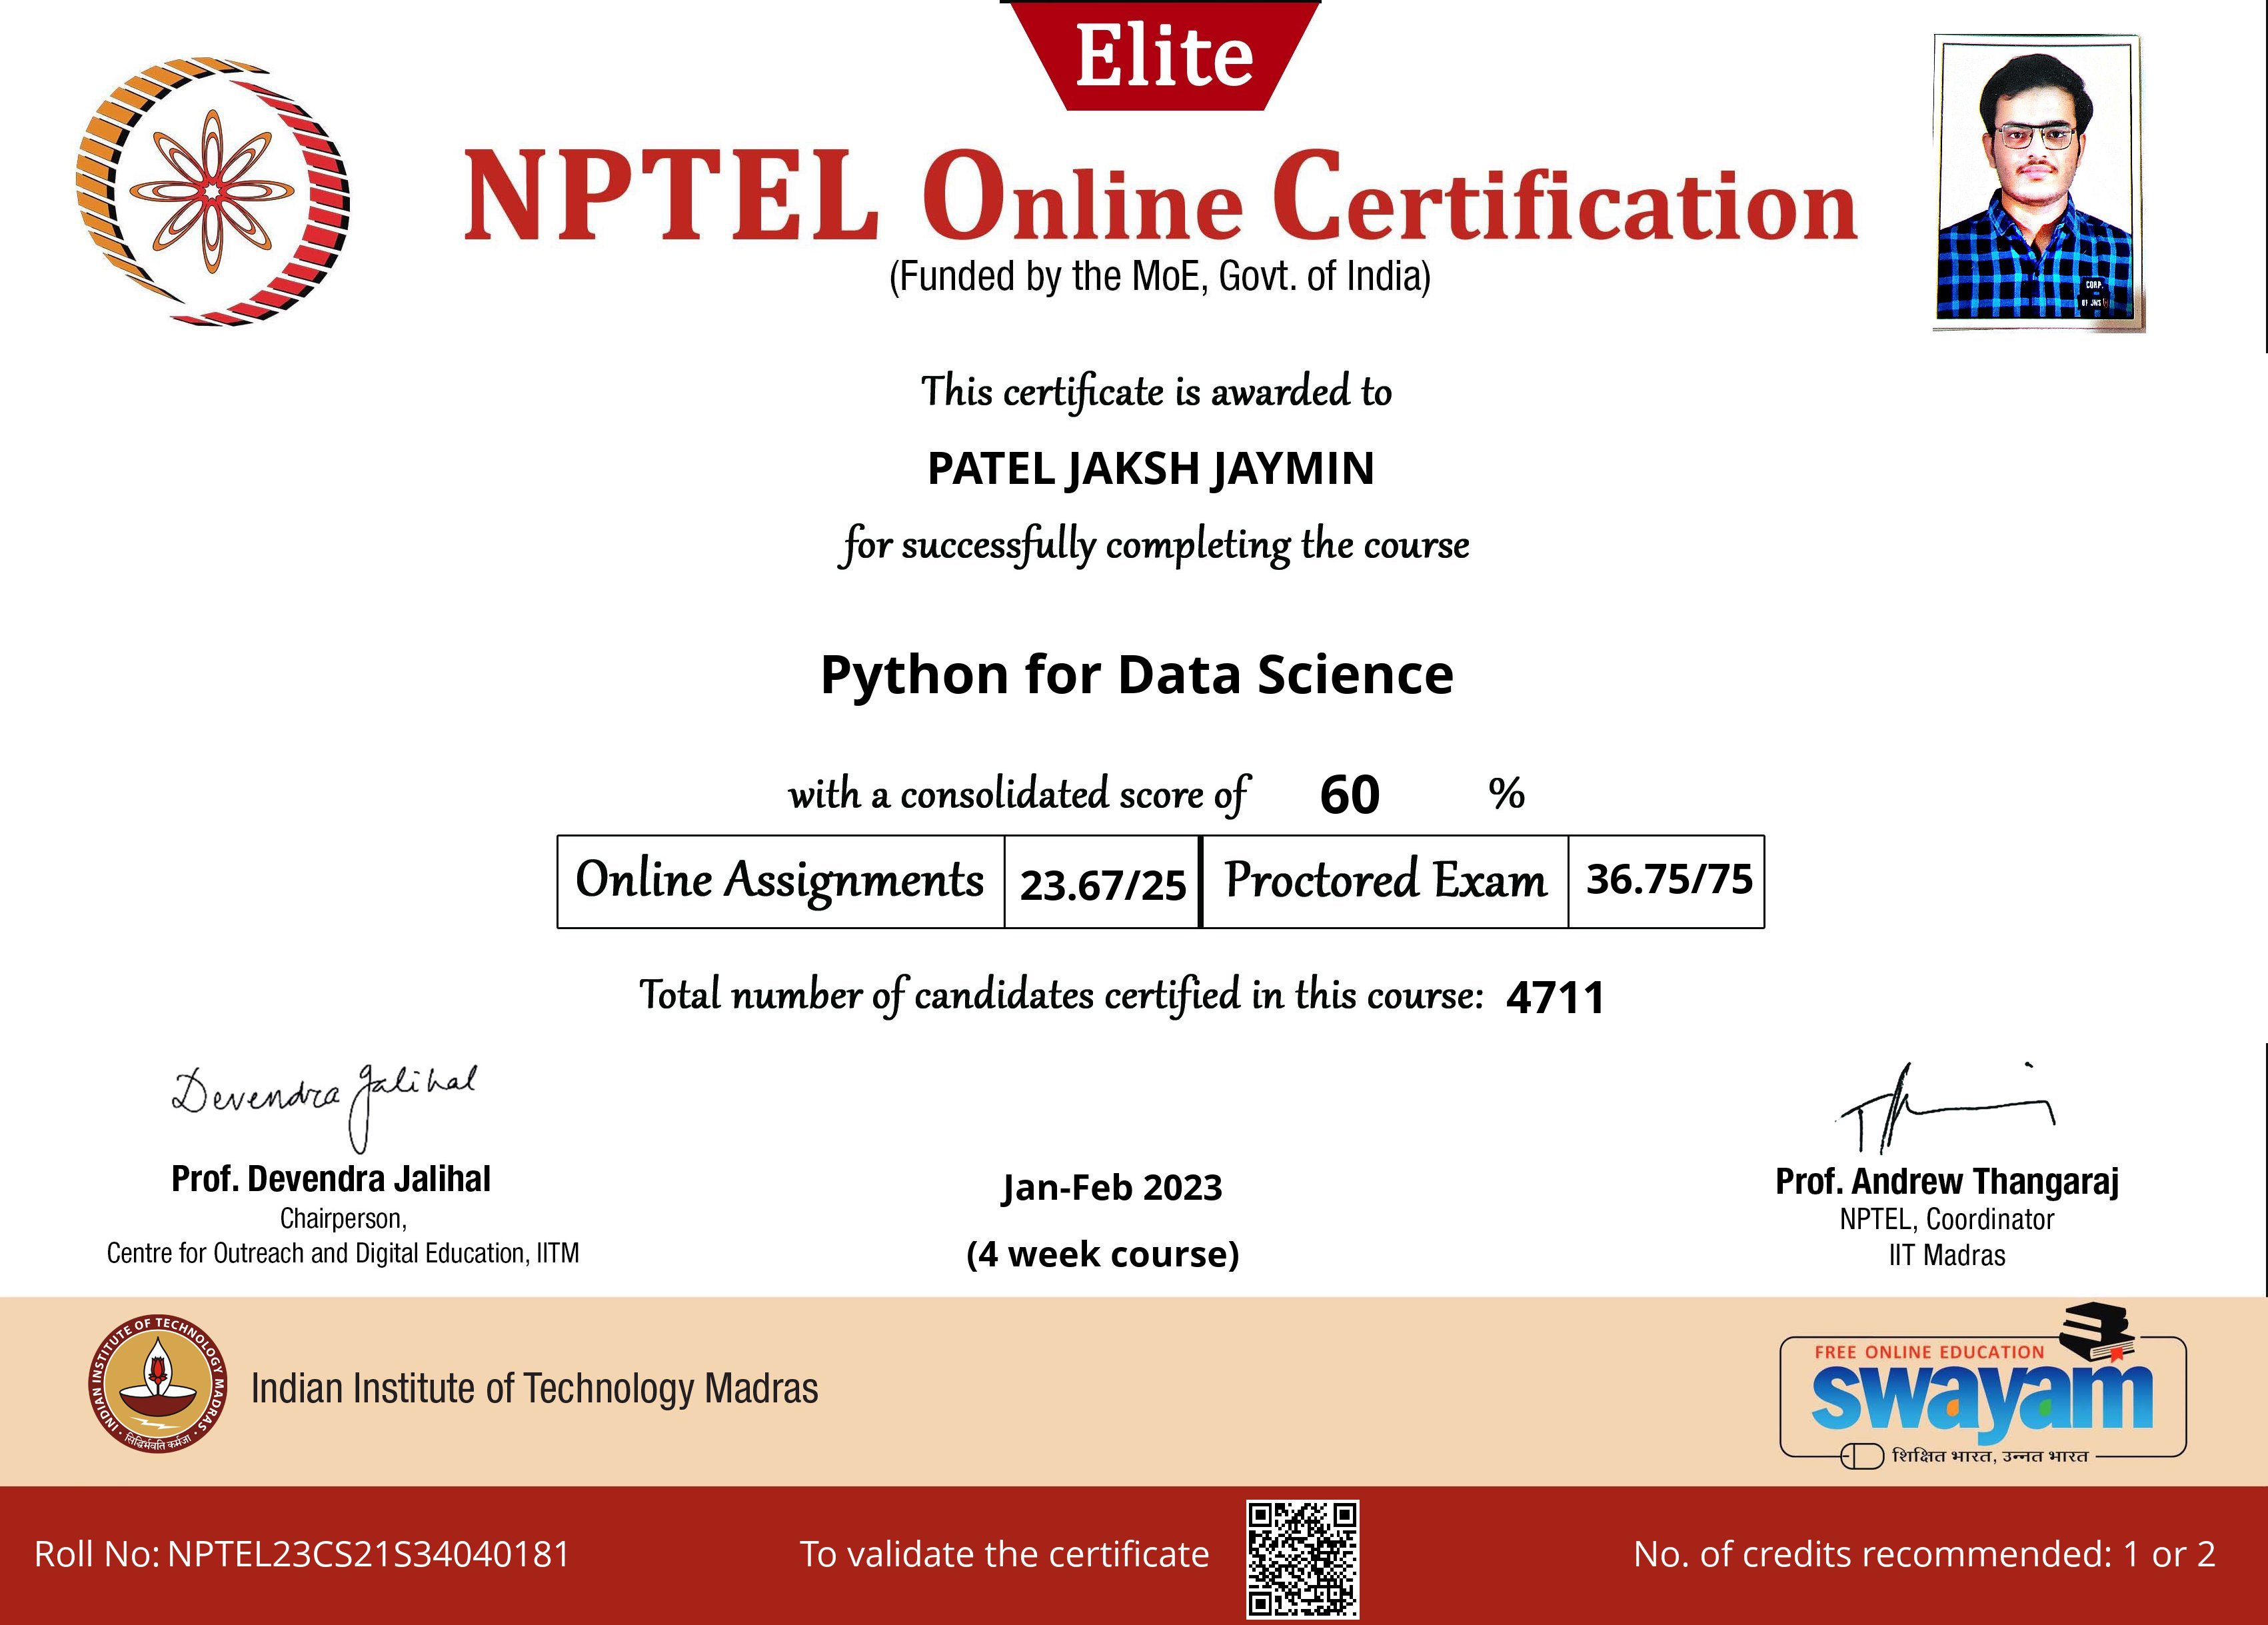 Elite
NPTEL Online Certification
(Funded by the MoE, Govt. of India)
CORP.
This certificate is awarded to
PATEL JAKSH JAYMIN
for successfully completing the course
Python for Data Science
with a consolidated score of 60 %
Online Assignments 23.67/25 Proctored Exam 36.75/75
Total number of candidates certified in this course: 4711
Devendra Jalihal
Prof. Devendra Jalihal
Chairperson,
Centre for Outreach and Digital Education, IITM
Jan-Feb 2023
(4 week course)
Prof. Andrew Thangaraj
NPTEL, Coordinator
IIT Madras
INDIAN INSTITUTE OF TECHNOLOGY MADRAS
सिद्धिर्भवति कर्मजा
Indian Institute of Technology Madras
FREE ONLINE EDUCATION
swayam
शिक्षित भारत, उन्नत भारत
Roll No: NPTEL23CS21S34040181
To validate the certificate
No. of credits recommended: 1 or 2